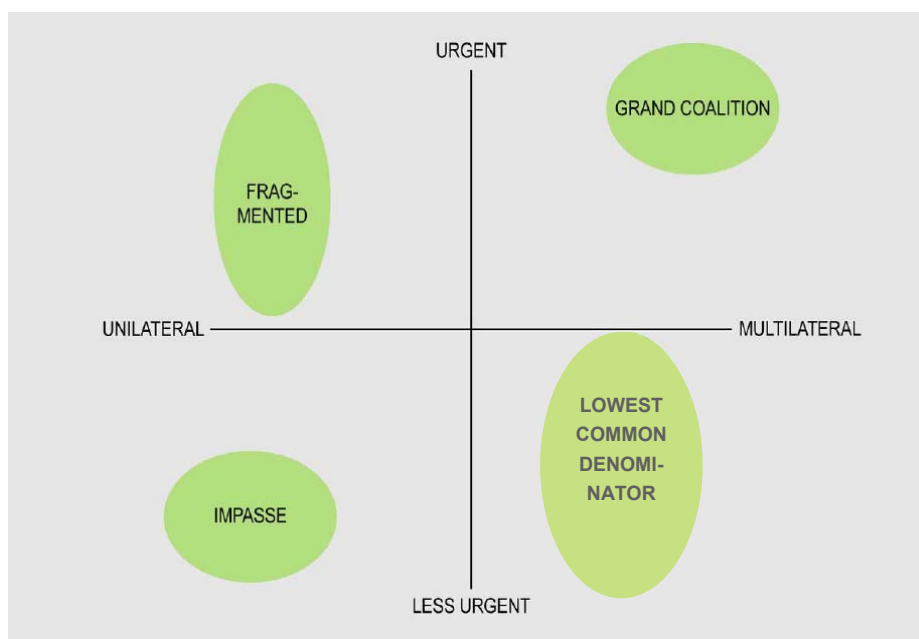 URGENT
GRAND COALITION
FRAG-
MENTED
UNILATERAL
MULTILATERAL
LOWEST
COMMON
DENOMI-
NATOR
IMPASSE
LESS URGENT